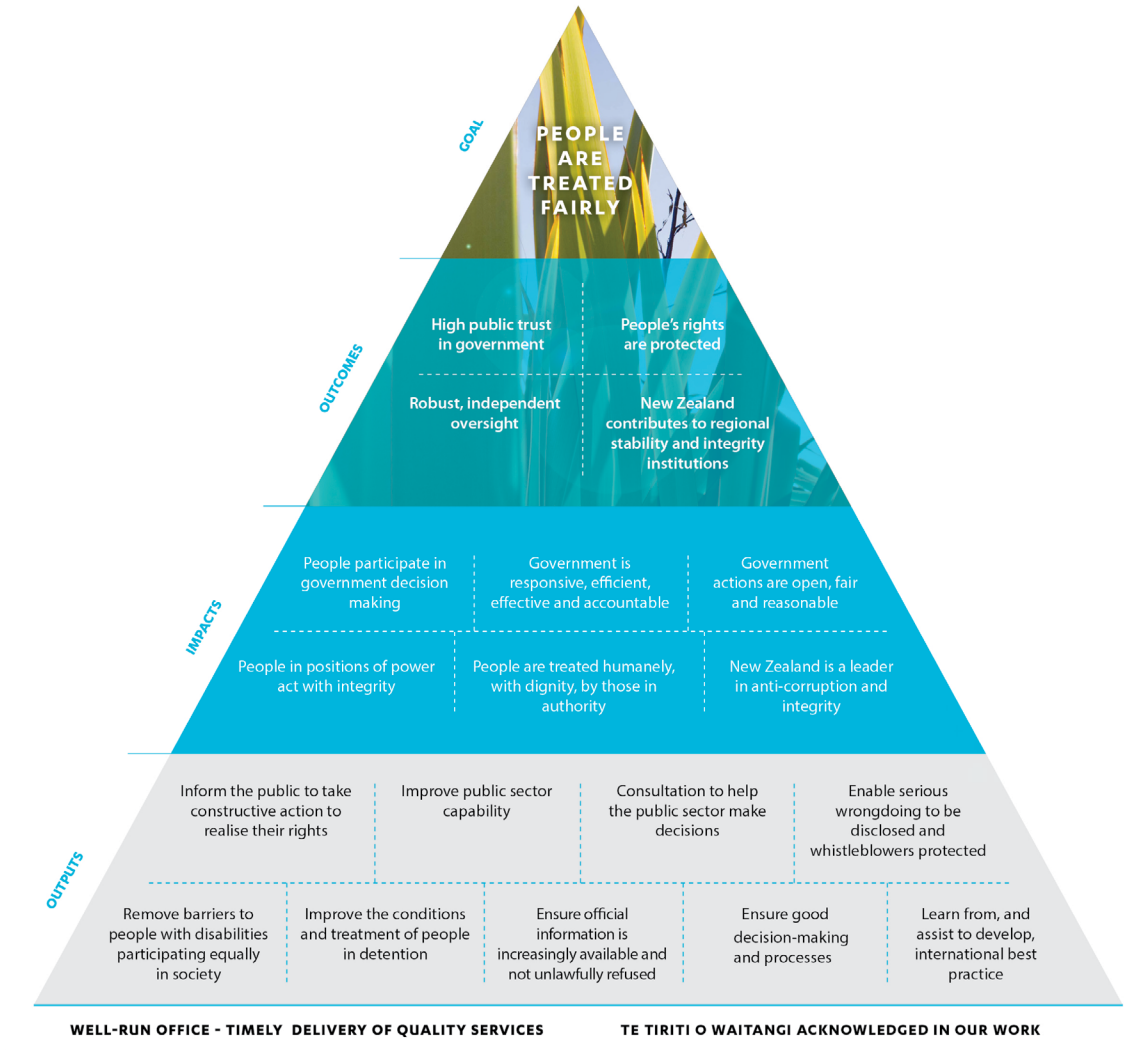 GOAL
PEOPLE
ARE
TREATED
FAIRLY
OUTCOMES
High public trust
in government
People's rights
are protected
Robust, independent
oversight
New Zealand
contributes to regional
stability and integrity
institutions
IMPACTS
People participate in
government decision
making
Government is
responsive, efficient,
effective and accountable
Government
actions are open, fair
and reasonable
People in positions of power
act with integrity
People are treated humanely,
with dignity, by those in
authority
New Zealand is a leader
in anti-corruption and
integrity
OUTPUTS
Inform the public to take
constructive action to
realise their rights
Improve public sector
capability
Consultation to help
the public sector make
decisions
Enable serious
wrongdoing to be
disclosed and
whistleblowers protected
Remove barriers to
people with disabilities
participating equally
in society
Improve the conditions
and treatment of people
in detention
Ensure official
information is
increasingly available and
not unlawfully refused
Ensure good
decision-making
and processes
Learn from, and
assist to develop,
international best
practice
WELL-RUN OFFICE - TIMELY DELIVERY OF QUALITY SERVICES
TE TIRITI O WAITANGI ACKNOWLEDGED IN OUR WORK